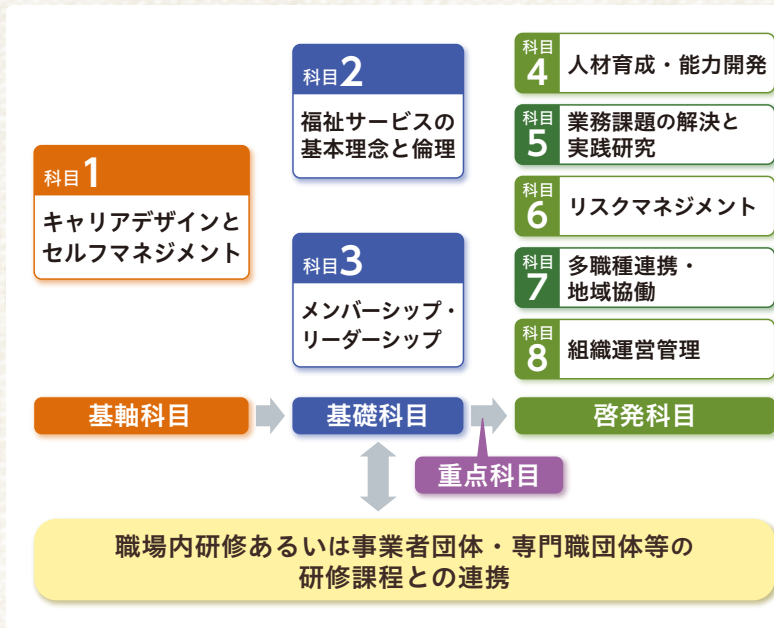 科目1
キャリアデザインと
セルフマネジメント
科目2
福祉サービスの
基本理念と倫理
科目3
メンバーシップ・
リーダーシップ
科目4
人材育成・能力開発
科目5
業務課題の解決と
実践研究
科目6
リスクマネジメント
科目7
多職種連携・
地域協働
科目8
組織運営管理
基軸科目
基礎科目
啓発科目
重点科目
職場内研修あるいは事業者団体・専門職団体等の
研修課程との連携